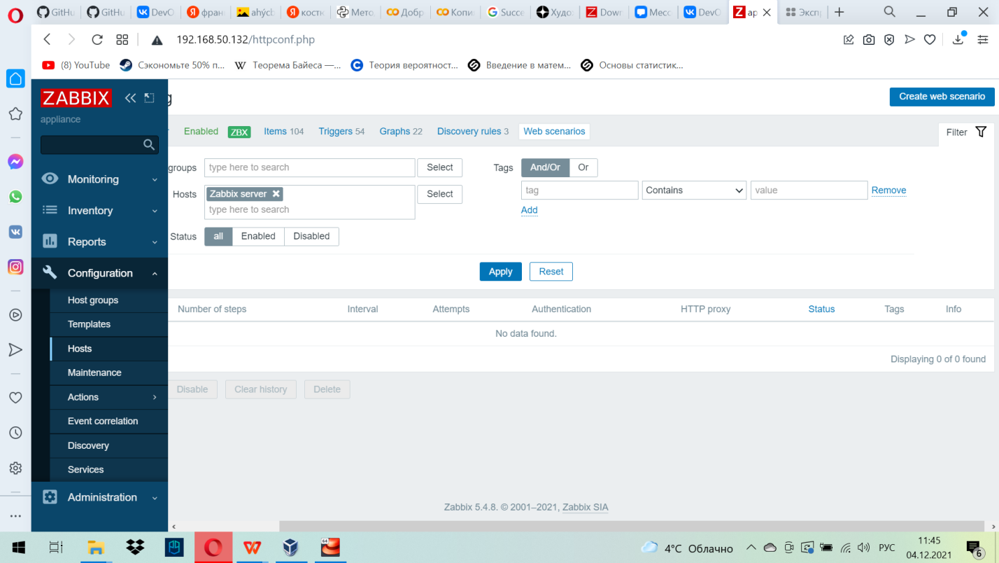 GitHu
GitHu
DevO
фран
ahýcb
костю
Мето
Добр
Копи
Succe
Худо
Down
Месс
DevO
ap
Эксп
192.168.50.132/httpconf.php
(8) YouTube
Сэкономьте 50% п...
W Теорема Байеса —...
Теория вероятност...
Введение в матем...
Основы статистик...
ZABBIX
appliance
Create web scenario
Enabled ZBX Items 104 Triggers 54 Graphs 22 Discovery rules 3 Web scenarios
Filter
groups type here to search Select
Tags And/Or Or
Hosts Zabbix server Select
type here to search
tag Contains value Remove
Add
Status all Enabled Disabled
Apply Reset
Number of steps Interval Attempts Authentication HTTP proxy Status Tags Info
No data found.
Displaying 0 of 0 found
Disable Clear history Delete
Monitoring
Inventory
Reports
Configuration
Host groups
Templates
Hosts
Maintenance
Actions
Event correlation
Discovery
Services
Administration
Zabbix 5.4.8. © 2001–2021, Zabbix SIA
4°C Облачно
РУС
11:45
04.12.2021
6